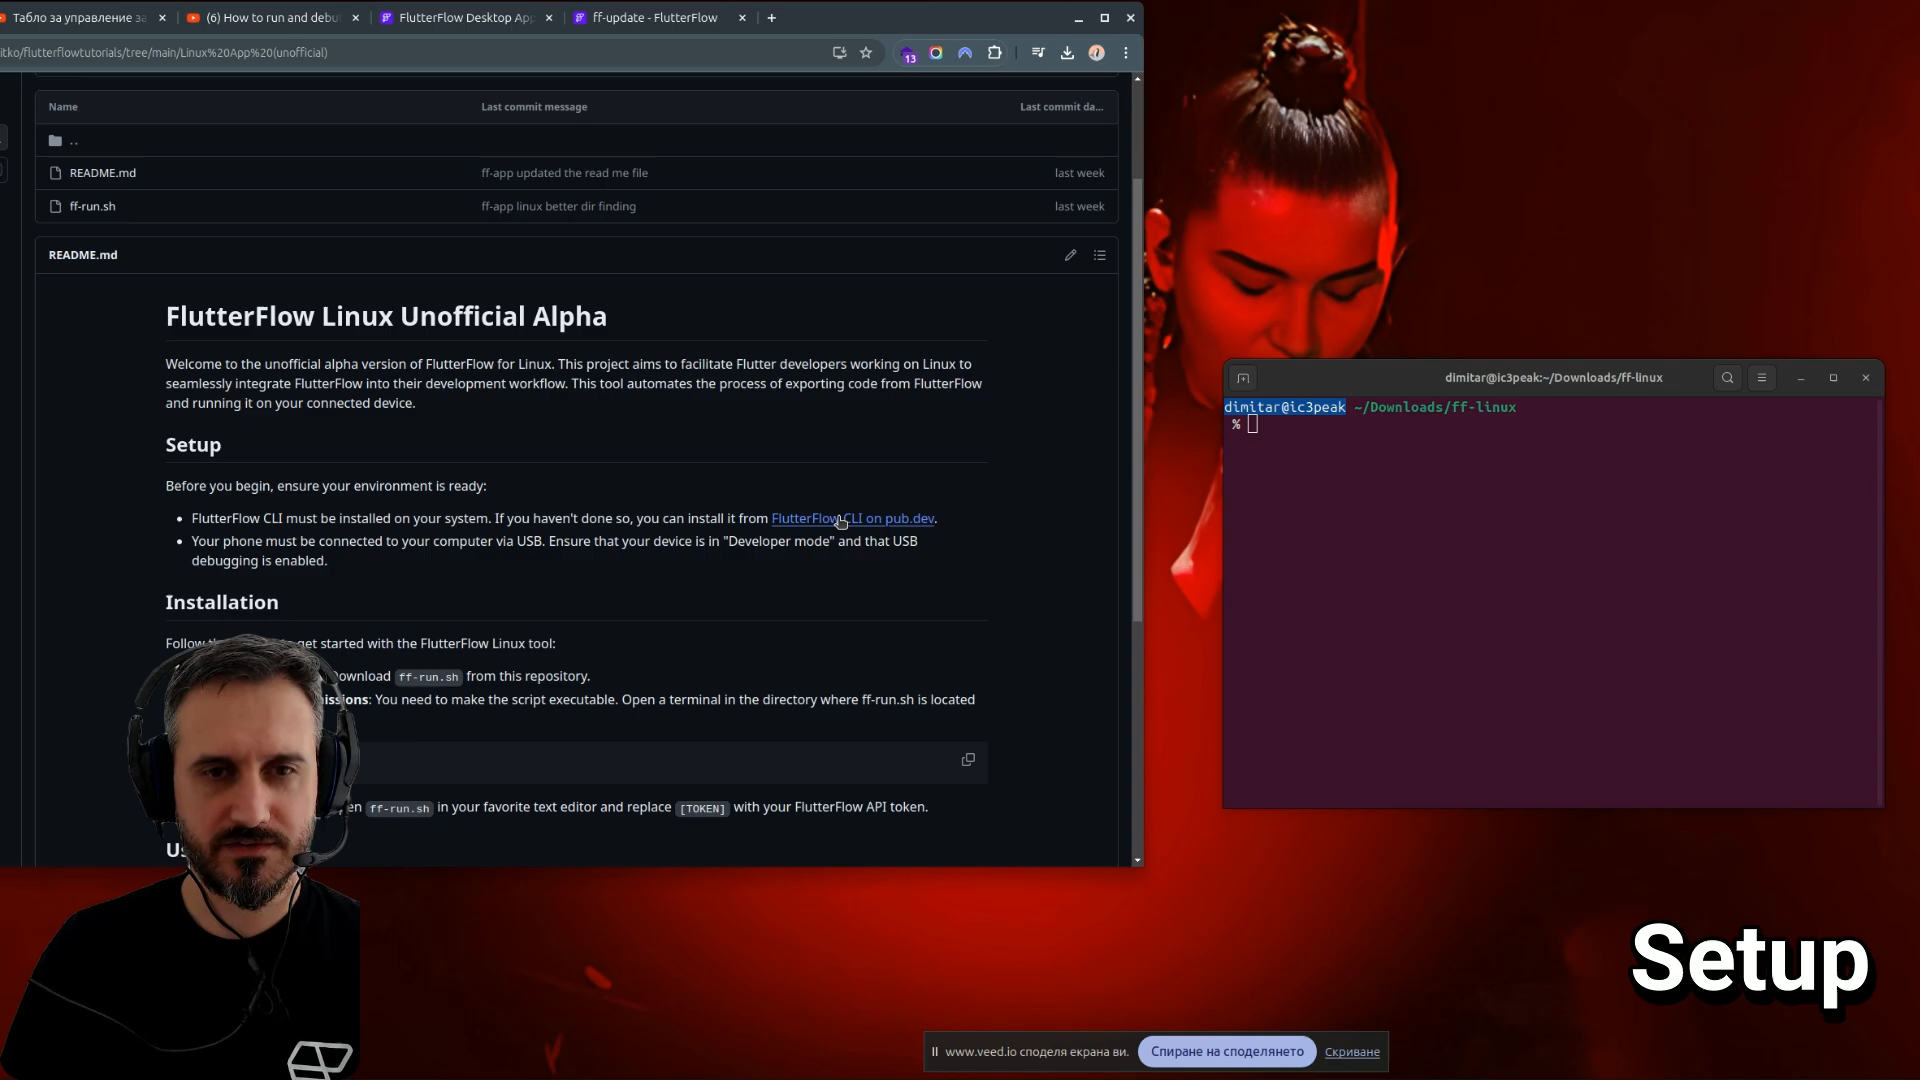 Табло за управление за
(6) How to run and debu
FlutterFlow Desktop App
ff-update - FlutterFlow
itko/flutterflowtutorials/tree/main/Linux%20App%20(unofficial)
13
Name Last commit message Last commit da...
..
README.md ff-app updated the read me file last week
ff-run.sh ff-app linux better dir finding last week
README.md
FlutterFlow Linux Unofficial Alpha
Welcome to the unofficial alpha version of FlutterFlow for Linux. This project aims to facilitate Flutter developers working on Linux to
seamlessly integrate FlutterFlow into their development workflow. This tool automates the process of exporting code from FlutterFlow
and running it on your connected device.
Setup
Before you begin, ensure your environment is ready:
• FlutterFlow CLI must be installed on your system. If you haven't done so, you can install it from FlutterFlow CLI on pub.dev.
• Your phone must be connected to your computer via USB. Ensure that your device is in "Developer mode" and that USB
debugging is enabled.
Installation
Follow get started with the FlutterFlow Linux tool:
ownload ff-run.sh from this repository.
issions: You need to make the script executable. Open a terminal in the directory where ff-run.sh is located
en ff-run.sh in your favorite text editor and replace [TOKEN] with your FlutterFlow API token.
Us
dimitar@ic3peak:~/Downloads/ff-linux
dimitar@ic3peak ~/Downloads/ff-linux
%
Setup
www.veed.io споделя екрана ви.
Спиране на споделянето
Скриване